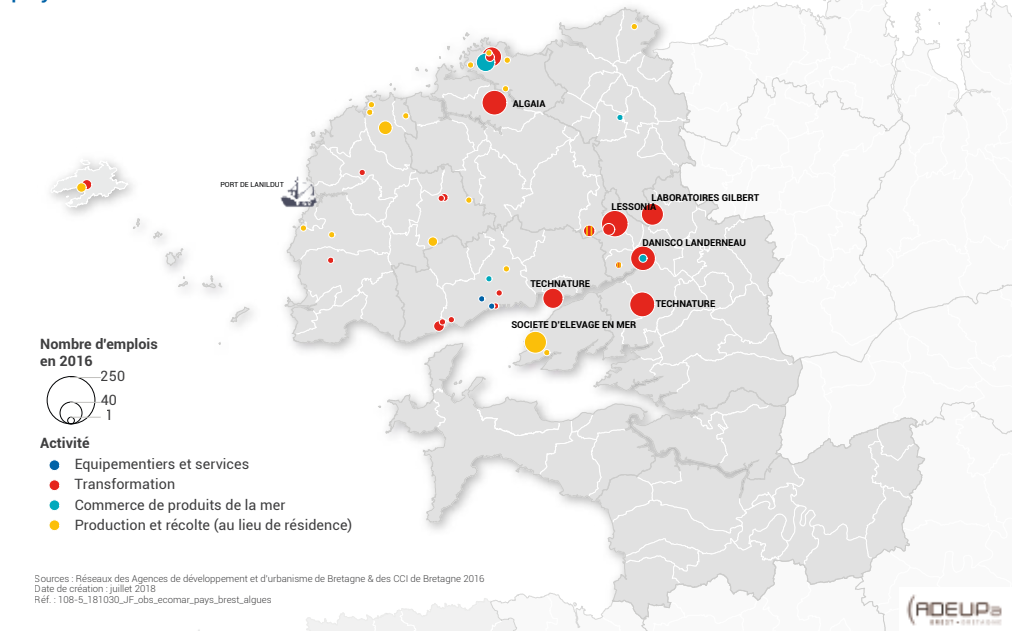 ALGAIA
PORT DE LANILDUT
LABORATOIRES GILBERT
LESSONIA
DANISCO LANDERNEAU
TECHNATURE
TECHNATURE
SOCIETE D'ELEVAGE EN MER
Nombre d'emplois
en 2016
250
40
1
Activité
Equipementiers et services
Transformation
Commerce de produits de la mer
Production et récolte (au lieu de résidence)
Sources : Réseaux des Agences de développement et d'urbanisme de Bretagne & des CCI de Bretagne 2016
Date de création : juillet 2018
Réf. : 108-5_181030_JF_obs_ecomar_pays_brest_algues
ADEUPa
BREST • BRETAGNE